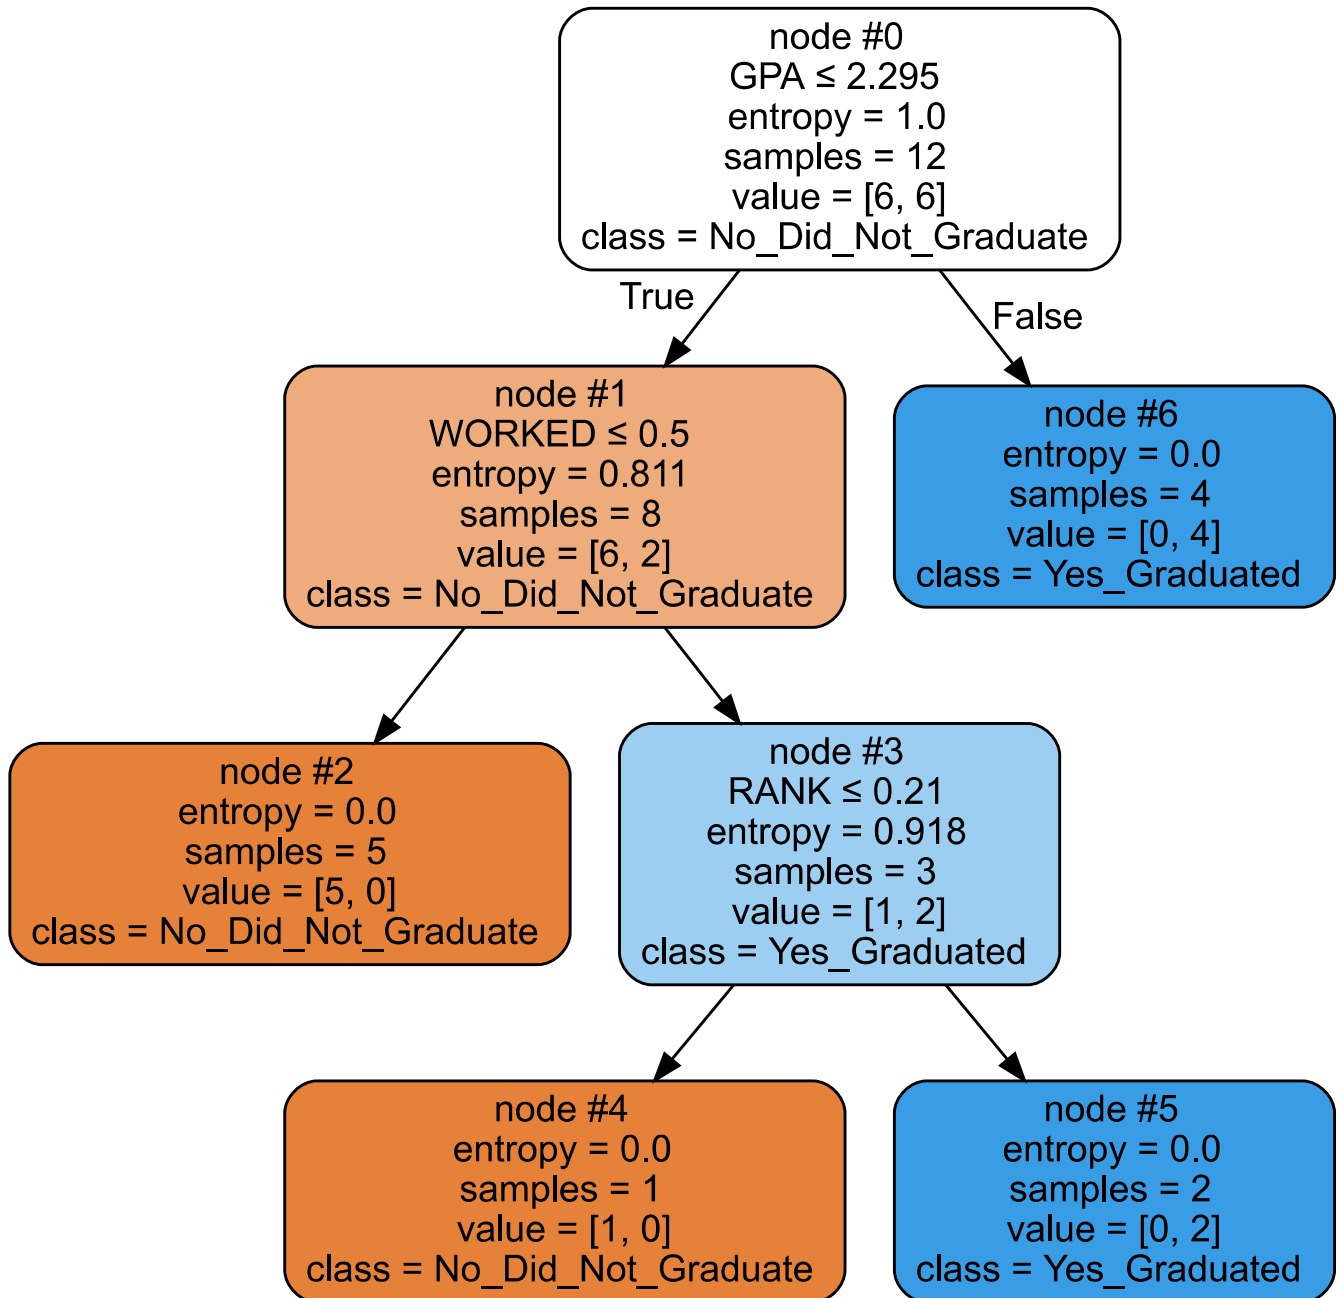 node #0
GPA ≤ 2.295
entropy = 1.0
samples = 12
value = [6, 6]
class = No_Did_Not_Graduate
True
False
node #1
WORKED ≤ 0.5
entropy = 0.811
samples = 8
value = [6, 2]
class = No_Did_Not_Graduate
node #6
entropy = 0.0
samples = 4
value = [0, 4]
class = Yes_Graduated
node #2
entropy = 0.0
samples = 5
value = [5, 0]
class = No_Did_Not_Graduate
node #3
RANK ≤ 0.21
entropy = 0.918
samples = 3
value = [1, 2]
class = Yes_Graduated
node #4
entropy = 0.0
samples = 1
value = [1, 0]
class = No_Did_Not_Graduate
node #5
entropy = 0.0
samples = 2
value = [0, 2]
class = Yes_Graduated